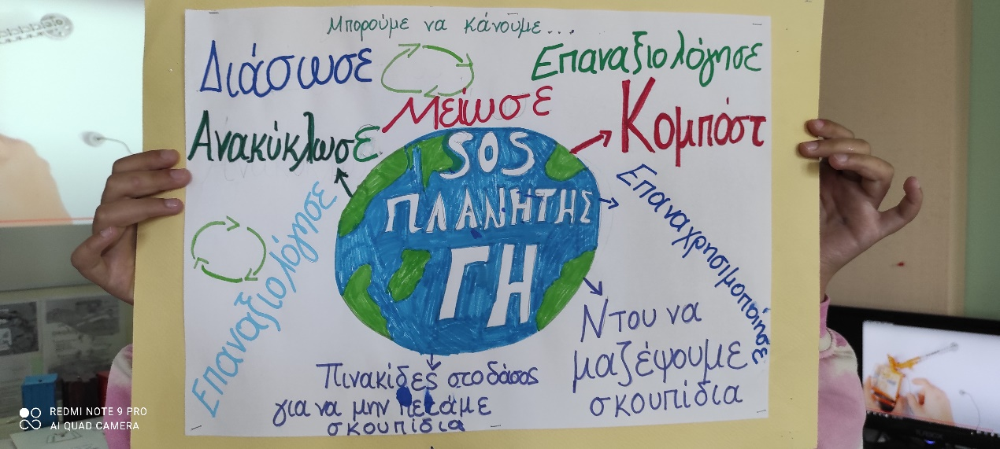 Μπορούμε να κάνουμε...
Διάσωσε
Επαναξιολόγησε
Μείωσε
Κομπόστ
Ανακύκλωσε
SOS
ΠΛΑΝΗΤΗΣ
ΓΗ
Επαναχρησιμοποίησε
Επαναξιολόγησε
Ντου να
μαζέψουμε
σκουπίδια
Πινακίδες στο δάσος
για να μην πετάμε
σκουπίδια
REDMI NOTE 9 PRO
AI QUAD CAMERA